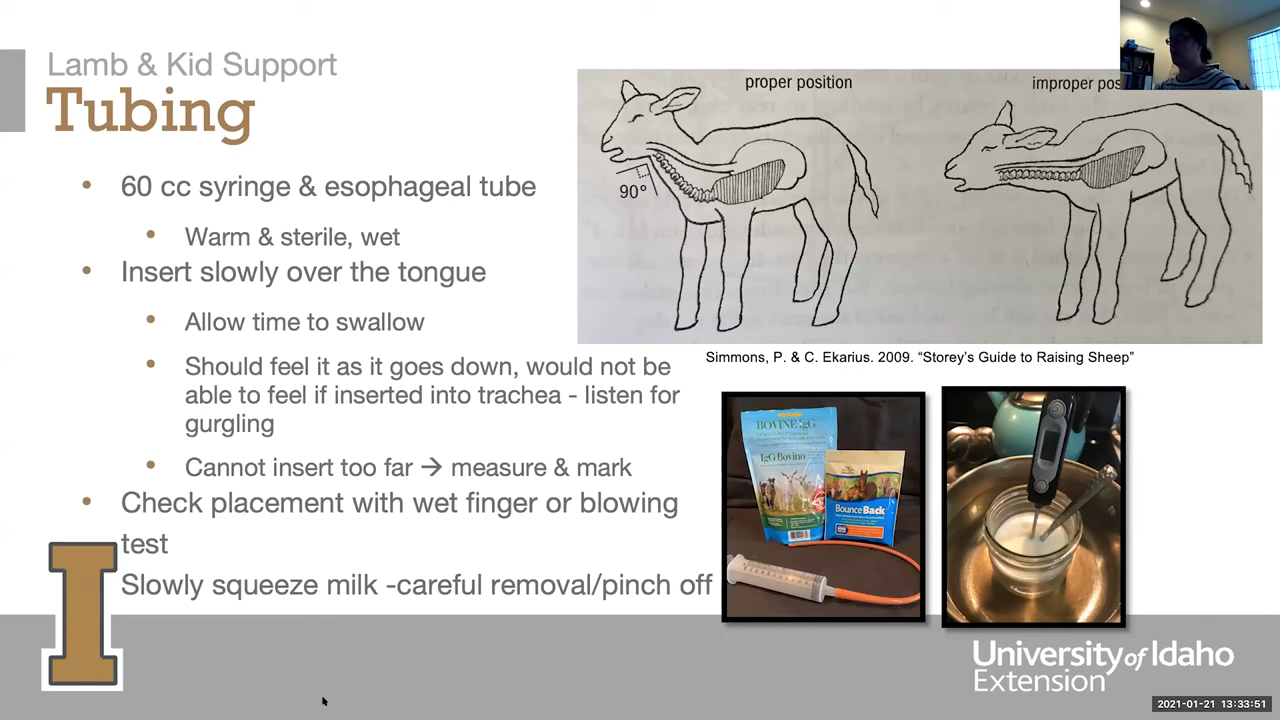 Lamb & Kid Support
Tubing
• 60 cc syringe & esophageal tube
• Warm & sterile, wet
• Insert slowly over the tongue
• Allow time to swallow
• Should feel it as it goes down, would not be
able to feel if inserted into trachea - listen for
gurgling
• Cannot insert too far → measure & mark
• Check placement with wet finger or blowing
test
Slowly squeeze milk -careful removal/pinch off
proper position
improper pos
90°
Simmons, P. & C. Ekarius. 2009. “Storey’s Guide to Raising Sheep”
BOVINE IgG
IgG Bovino
Bounce Back
I
University of Idaho
Extension
2021-01-21 13:33:51